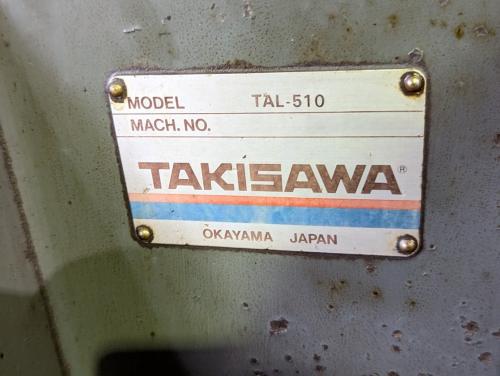 MODEL TAL-510
MACH. NO.
TAKISAWA®
OKAYAMA JAPAN